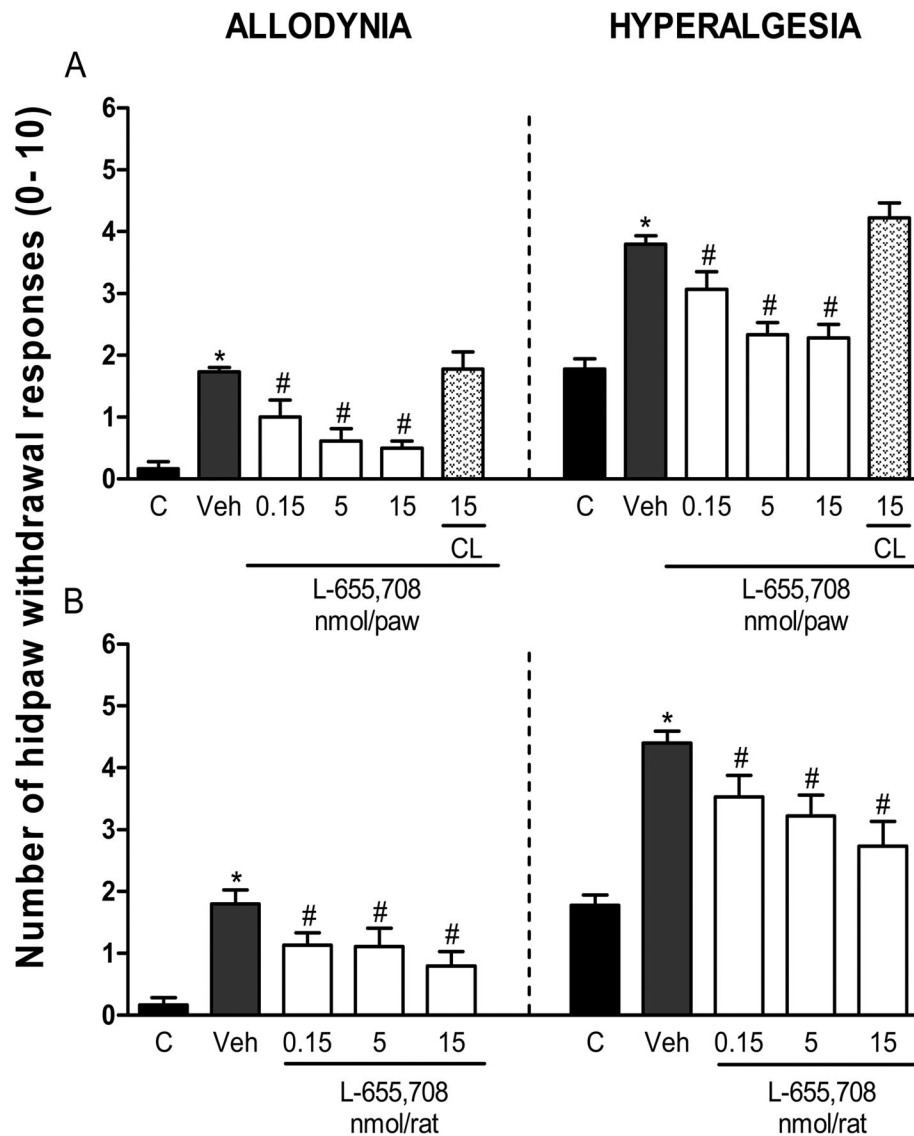 ALLODYNIA HYPERALGESIA
A
Number of hidpaw withdrawal responses (0- 10)
6 5 4 3 2 1 0
* # # #
* # # #
C Veh 0.15 5 15 15 C Veh 0.15 5 15 15
CL CL
L-655,708 L-655,708
nmol/paw nmol/paw
B
6 5 4 3 2 1 0
* # # #
* # # #
C Veh 0.15 5 15 C Veh 0.15 5 15
L-655,708 L-655,708
nmol/rat nmol/rat